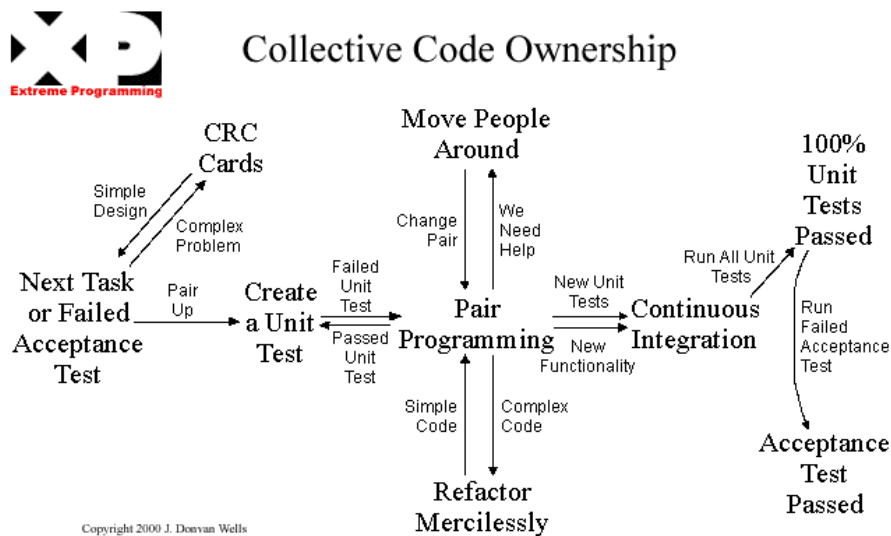 XP
Extreme Programming
Collective Code Ownership
CRC
Cards
Simple
Design
Complex
Problem
Next Task
or Failed
Acceptance
Test
Pair
Up
Create
a Unit
Test
Failed
Unit
Test
Passed
Unit
Test
Move People
Around
Change
Pair
We
Need
Help
Pair
Programming
Simple
Code
Complex
Code
Refactor
Mercilessly
New Unit
Tests
New
Functionality
Continuous
Integration
Run All Unit
Tests
100%
Unit
Tests
Passed
Run
Failed
Acceptance
Test
Acceptance
Test
Passed
Copyright 2000 J. Donvan Wells